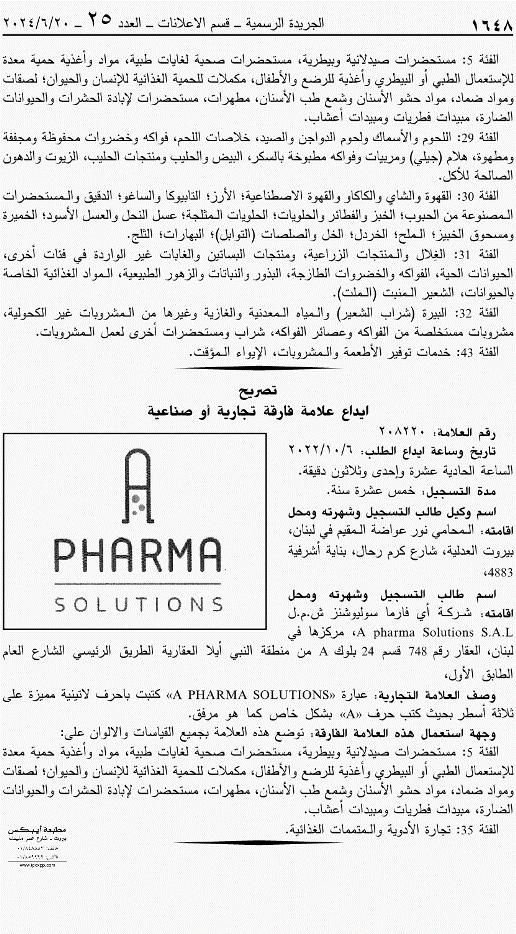 ١٦٤٨
الجريدة الرسمية ــ قسم الاعلانات ــ العدد ٢٥ ــ ٢٠٢٤/٦/٢٠
الفئة 5: مستحضرات صيدلانية وبيطرية، مستحضرات صحية لغايات طبية، مواد وأغذية حمية معدة
للإستعمال الطبي أو البيطري وأغذية للرضع والأطفال، مكملات للحمية الغذائية للإنسان والحيوان؛ لصقات
ومواد ضماد، مواد حشو الأسنان وشمع طب الأسنان، مطهرات، مستحضرات لإبادة الحشرات والحيوانات
الضارة، مبيدات فطريات ومبيدات أعشاب.
الفئة 29: اللحوم والأسماك ولحوم الدواجن والصيد، خلاصات اللحم، فواكه وخضروات محفوظة ومجففة
ومطهوة، هلام (جيلي) ومربيات وفواكه مطبوخة بالسكر، البيض والحليب ومنتجات الحليب، الزيوت والدهون
الصالحة للأكل.
الفئة 30: القهوة والشاي والكاكاو والقهوة الاصطناعية؛ الأرز؛ التابيوكا والساغو؛ الدقيق والمستحضرات
المصنوعة من الحبوب؛ الخبز والفطائر والحلويات؛ الحلويات المثلجة؛ عسل النحل والعسل الأسود؛ الخميرة
ومسحوق الخبيز؛ الملح؛ الخردل؛ الخل والصلصات (التوابل)؛ البهارات؛ الثلج.
الفئة 31: الغِلال والمنتجات الزراعية، ومنتجات البساتين والغابات غير الواردة في فئات أخرى،
الحيوانات الحية، الفواكه والخضروات الطازجة، البذور والنباتات والزهور الطبيعية، المواد الغذائية الخاصة
بالحيوانات، الشعير المنبت (الملت).
الفئة 32: البيرة (شراب الشعير) والمياه المعدنية والغازية وغيرها من المشروبات غير الكحولية،
مشروبات مستخلصة من الفواكه وعصائر الفواكه، شراب ومستحضرات أخرى لعمل المشروبات.
الفئة 43: خدمات توفير الأطعمة والمشروبات، الإيواء المؤقت.
تصريح
ايداع علامة فارقة تجارية أو صناعية
رقم العلامة: ٢٠٨٢٢٠
تاريخ وساعة ايداع الطلب: ٢٠٢٢/١٠/٦
الساعة الحادية عشرة وإحدى وثلاثون دقيقة.
مدة التسجيل: خمس عشرة سنة.
اسم وكيل طالب التسجيل وشهرته ومحل
اقامته: المحامي نور عواضة المقيم في لبنان،
بيروت العدلية، شارع كرم رحال، بناية أشرفية
4883،
اسم طالب التسجيل وشهرته ومحل
اقامته: شركة أي فارما سوليوشنز ش.م.ل
A pharma Solutions S.A.L، مركزها في
لبنان، العقار رقم 748 قسم 24 بلوك A من منطقة النبي أيلا العقارية الطريق الرئيسي الشارع العام
الطابق الأول،
A
PHARMA
SOLUTIONS
وصف العلامة التجارية: عبارة «A PHARMA SOLUTIONS» كتبت باحرف لاتينية مميزة على
ثلاثة أسطر بحيث كتب حرف «A» بشكل خاص كما هو مرفق.
وجهة استعمال هذه العلامة الفارقة: توضع هذه العلامة بجميع القياسات والالوان على:
الفئة 5: مستحضرات صيدلانية وبيطرية، مستحضرات صحية لغايات طبية، مواد وأغذية حمية معدة
للإستعمال الطبي أو البيطري وأغذية للرضع والأطفال، مكملات للحمية الغذائية للإنسان والحيوان؛ لصقات
ومواد ضماد، مواد حشو الأسنان وشمع طب الأسنان، مطهرات، مستحضرات لإبادة الحشرات والحيوانات
الضارة، مبيدات فطريات ومبيدات أعشاب.
الفئة 35: تجارة الأدوية والمتممات الغذائية.
مطبعة آيبكس